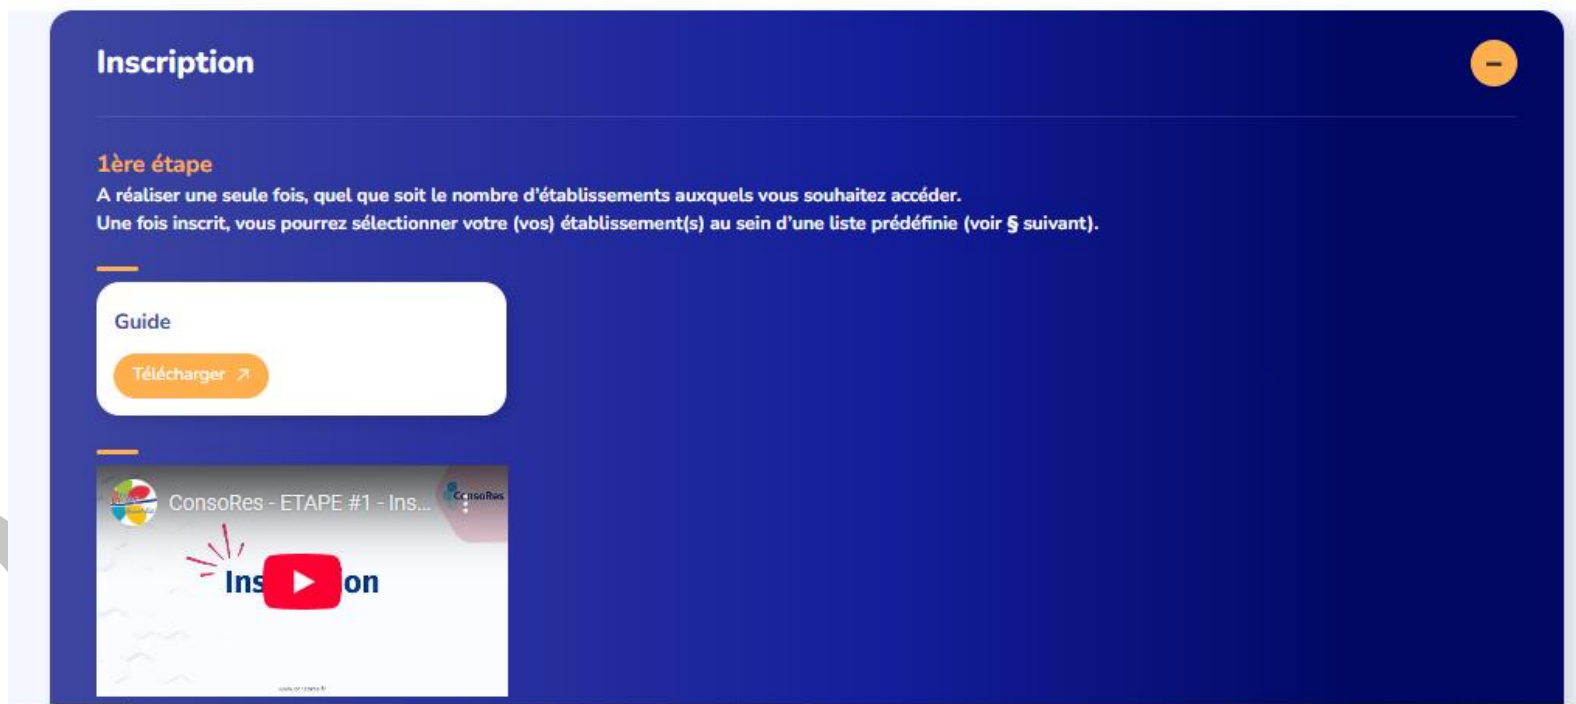 Inscription
1ère étape
A réaliser une seule fois, quel que soit le nombre d'établissements auxquels vous souhaitez accéder.
Une fois inscrit, vous pourrez sélectionner votre (vos) établissement(s) au sein d'une liste prédéfinie (voir § suivant).
Guide
Télécharger
ConsoRes - ETAPE #1 - Ins...
ConsoRes
Ins on